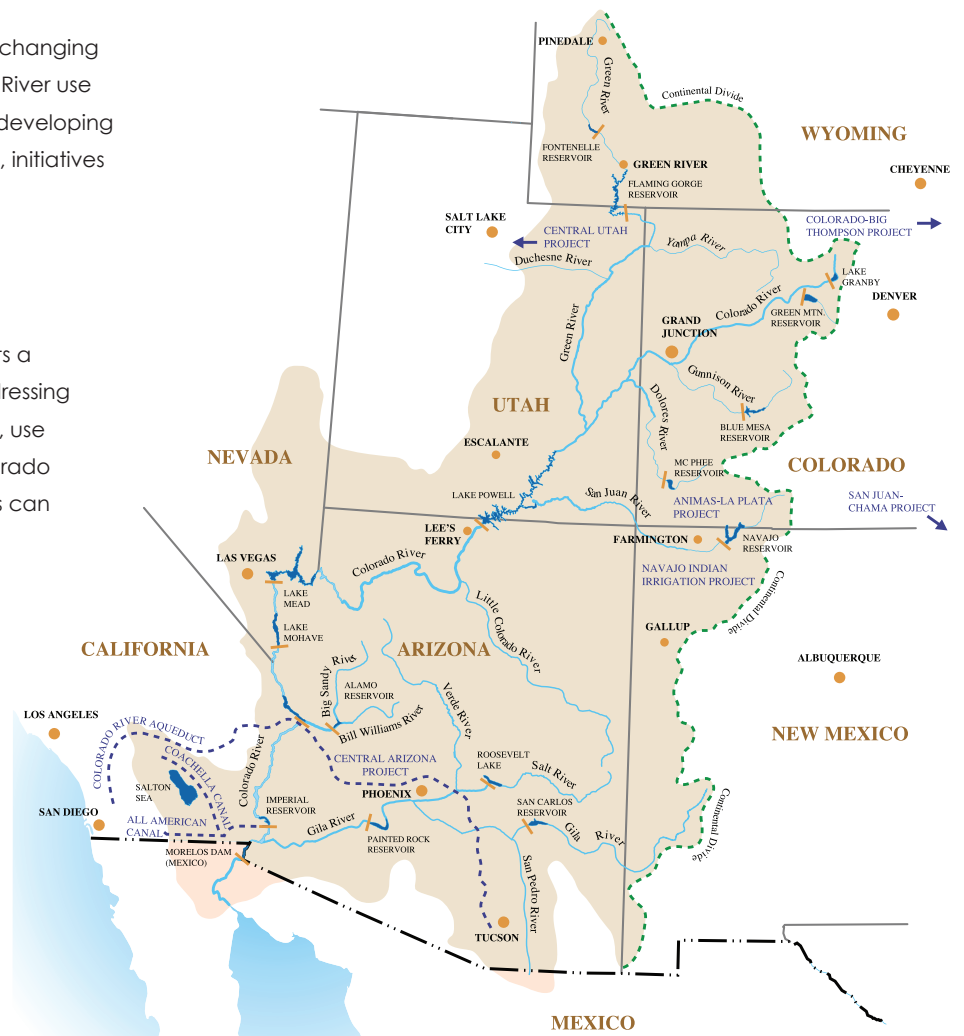 changing
River use
developing
, initiatives
ts a
dressing
, use
orado
s can
PINEDALE
Green River
Continental Divide
WYOMING
FONTENELLE
RESERVOIR
GREEN RIVER
CHEYENNE
FLAMING GORGE
RESERVOIR
SALT LAKE
CITY
CENTRAL UTAH
PROJECT
COLORADO-BIG
THOMPSON PROJECT
Yampa River
Duchesne River
LAKE
GRANBY
Colorado River
GREEN MTN.
RESERVOIR
DENVER
Green River
GRAND
JUNCTION
Gunnison River
UTAH
Dolores River
BLUE MESA
RESERVOIR
ESCALANTE
NEVADA
MC PHEE
RESERVOIR
COLORADO
LAKE POWELL
San Juan River
ANIMAS-LA PLATA
PROJECT
SAN JUAN-
CHAMA PROJECT
LEE'S
FERRY
FARMINGTON
NAVAJO
RESERVOIR
LAS VEGAS
Colorado River
NAVAJO INDIAN
IRRIGATION PROJECT
LAKE
MEAD
Little Colorado River
Continental Divide
LAKE
MOHAVE
GALLUP
CALIFORNIA
ARIZONA
ALBUQUERQUE
Big Sandy River
ALAMO
RESERVOIR
Verde River
Bill Williams River
LOS ANGELES
COLORADO RIVER AQUEDUCT
NEW MEXICO
COACHELLA CANAL
Colorado River
CENTRAL ARIZONA
PROJECT
ROOSEVELT
LAKE
Salt River
SALTON
SEA
PHOENIX
IMPERIAL
RESERVOIR
SAN CARLOS
RESERVOIR
Continental Divide
SAN DIEGO
ALL AMERICAN
CANAL
Gila River
PAINTED ROCK
RESERVOIR
Gila River
MORELOS DAM
(MEXICO)
San Pedro River
TUCSON
MEXICO